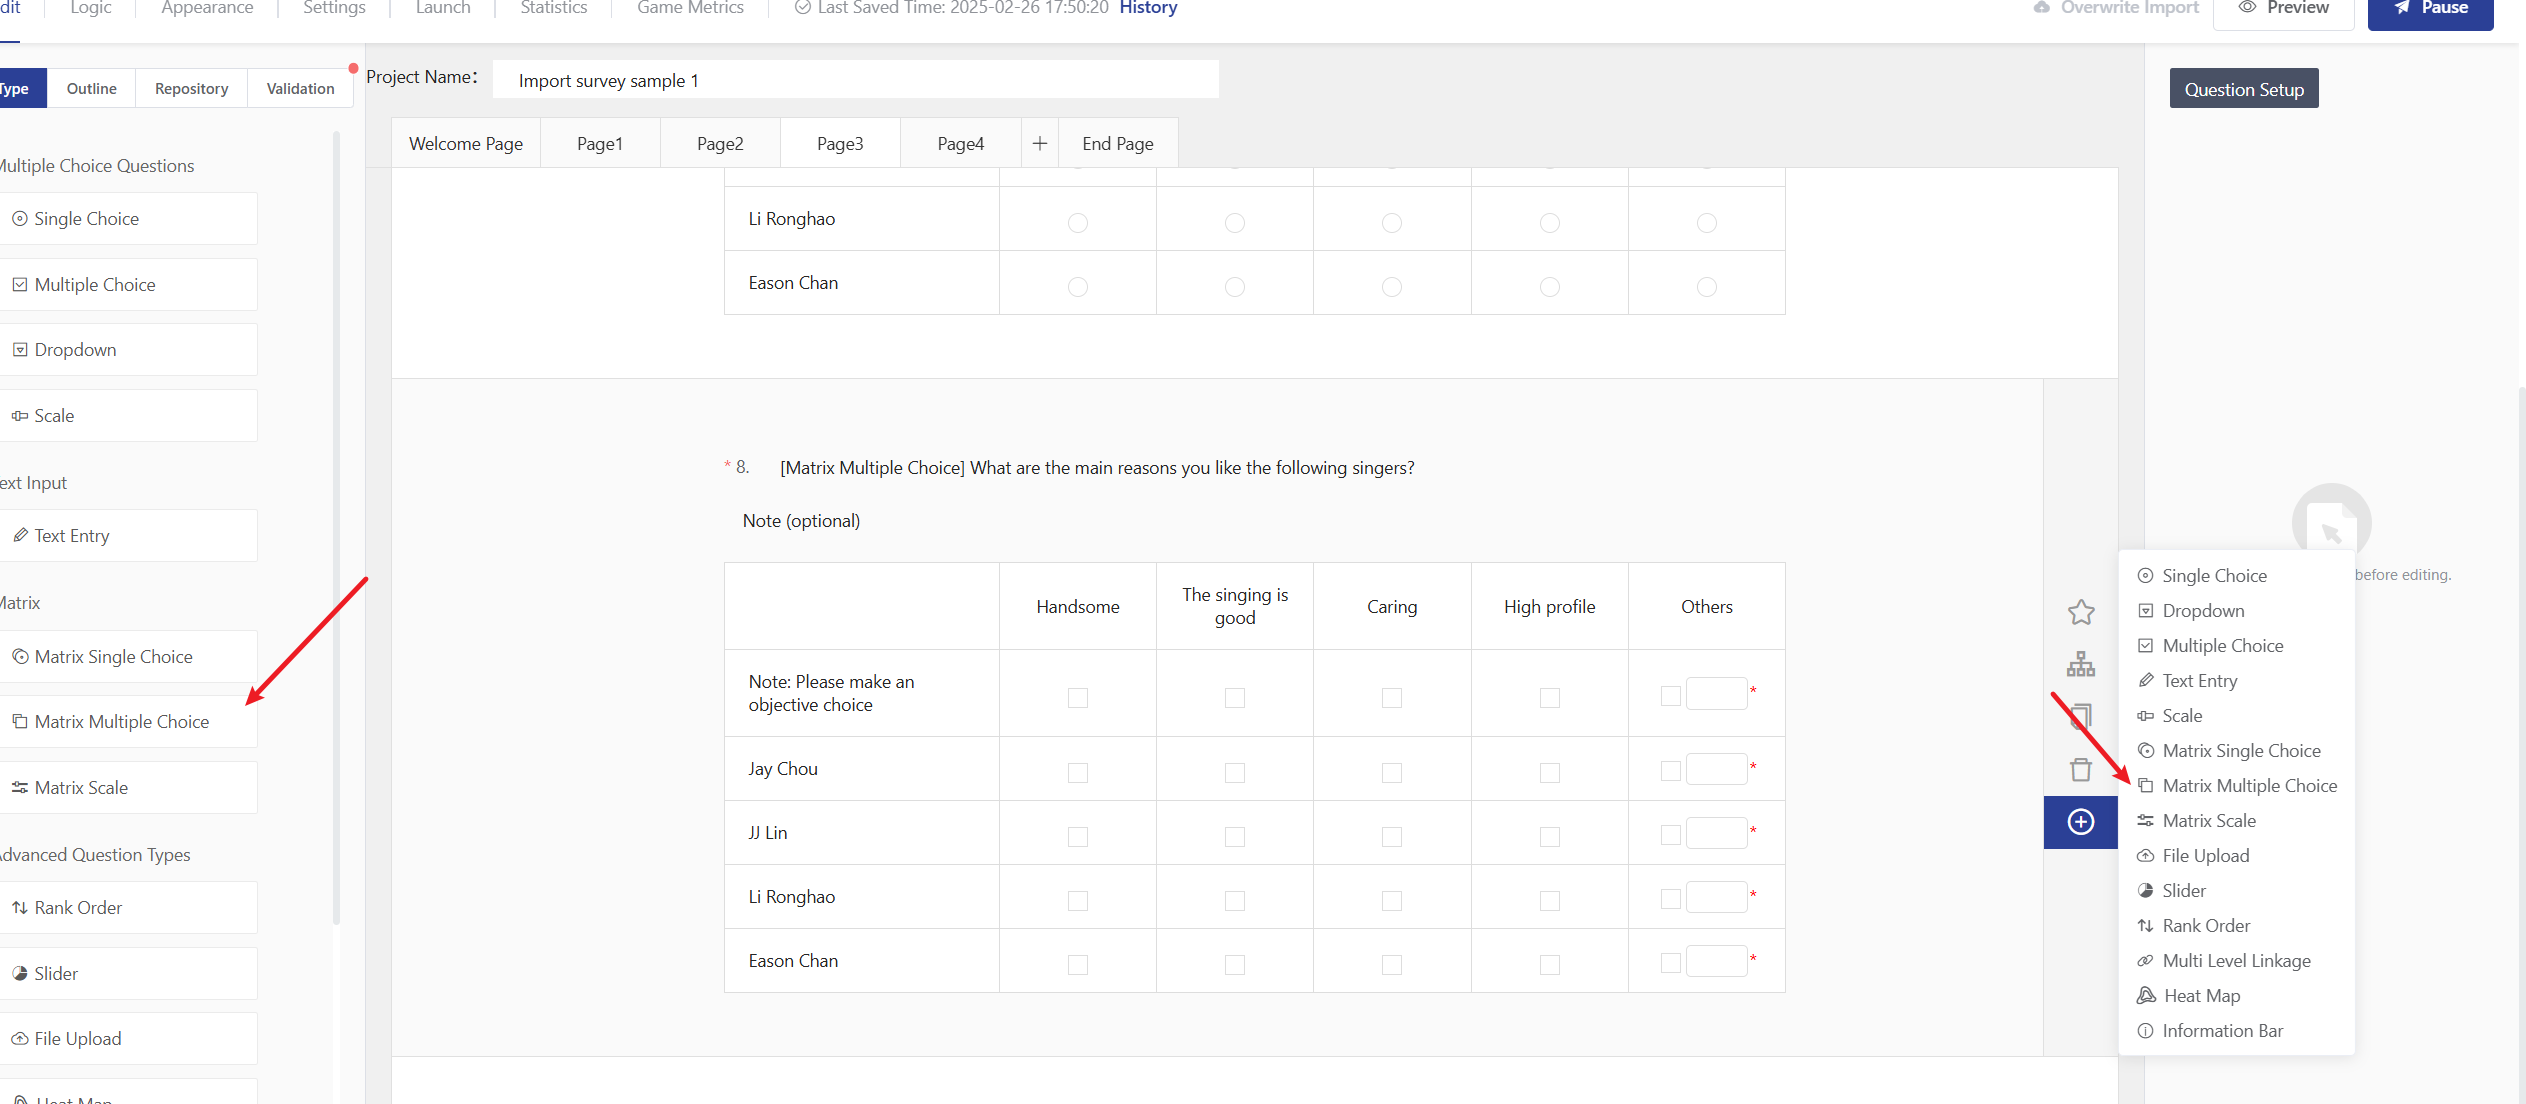 dit
Logic
Appearance
Settings
Launch
Statistics
Game Metrics
Last Saved Time: 2025-02-26 17:50:20 History
Overwrite Import
Preview
Pause
Type
Outline
Repository
Validation
Project Name:
Import survey sample 1
Question Setup
Welcome Page
Page1
Page2
Page3
Page4
+
End Page
Multiple Choice Questions
Single Choice
Multiple Choice
Dropdown
Scale
ext Input
Text Entry
Matrix
Matrix Single Choice
Matrix Multiple Choice
Matrix Scale
Advanced Question Types
Rank Order
Slider
File Upload
Heat Map
Li Ronghao
Eason Chan
* 8. [Matrix Multiple Choice] What are the main reasons you like the following singers?
Note (optional)
Handsome
The singing is
good
Caring
High profile
Others
Note: Please make an
objective choice
*
Jay Chou
*
JJ Lin
*
Li Ronghao
*
Eason Chan
*
before editing.
Single Choice
Dropdown
Multiple Choice
Text Entry
Scale
Matrix Single Choice
Matrix Multiple Choice
Matrix Scale
File Upload
Slider
Rank Order
Multi Level Linkage
Heat Map
Information Bar